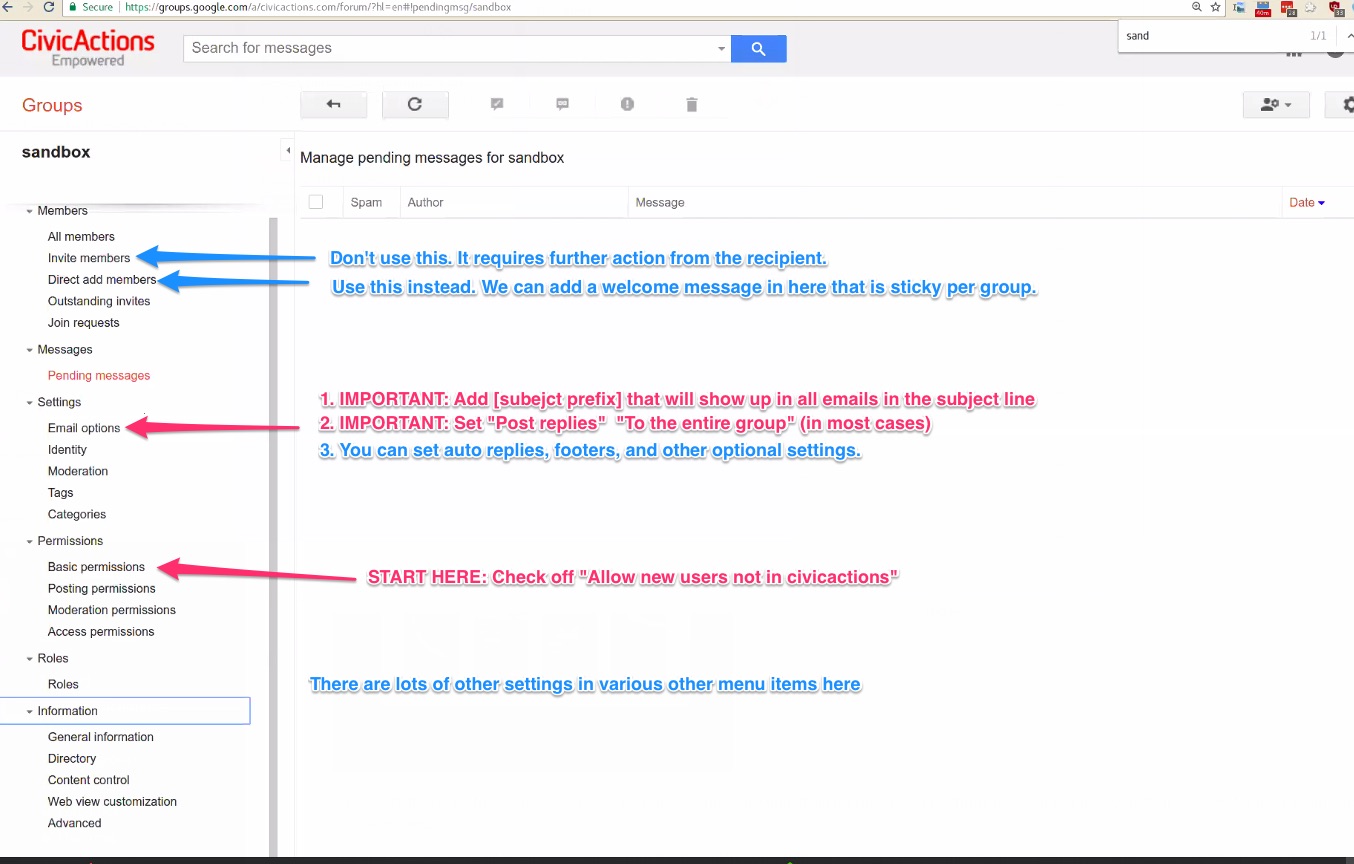 Secure https://groups.google.com/a/civicactions.com/forum/?hl=en#!pendingmsg/sandbox
sand 1/1
CivicActions
Empowered
Search for messages
Groups
sandbox
Manage pending messages for sandbox
Spam Author Message Date
Members
All members
Invite members
Don't use this. It requires further action from the recipient.
Direct add members
Use this instead. We can add a welcome message in here that is sticky per group.
Outstanding invites
Join requests
Messages
Pending messages
Settings
1. IMPORTANT: Add [subejct prefix] that will show up in all emails in the subject line
Email options
2. IMPORTANT: Set "Post replies" "To the entire group" (in most cases)
Identity
3. You can set auto replies, footers, and other optional settings.
Moderation
Tags
Categories
Permissions
Basic permissions
START HERE: Check off "Allow new users not in civicactions"
Posting permissions
Moderation permissions
Access permissions
Roles
Roles
There are lots of other settings in various other menu items here
Information
General information
Directory
Content control
Web view customization
Advanced